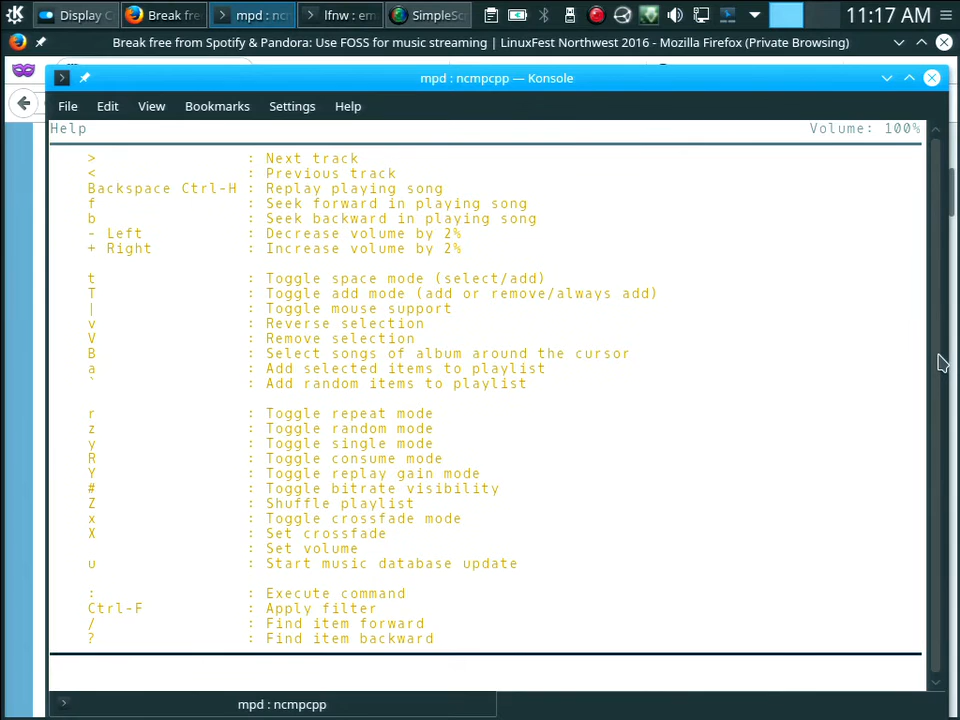 Display C
Break fre
mpd : nc
lfnw : em
SimpleSc
11:17 AM
Break free from Spotify & Pandora: Use FOSS for music streaming | LinuxFest Northwest 2016 - Mozilla Firefox (Private Browsing)
mpd : ncmpcpp — Konsole
File Edit View Bookmarks Settings Help
Help Volume: 100%
> : Next track
< : Previous track
Backspace Ctrl-H : Replay playing song
f : Seek forward in playing song
b : Seek backward in playing song
- Left : Decrease volume by 2%
+ Right : Increase volume by 2%
t : Toggle space mode (select/add)
T : Toggle add mode (add or remove/always add)
| : Toggle mouse support
v : Reverse selection
V : Remove selection
B : Select songs of album around the cursor
a : Add selected items to playlist
` : Add random items to playlist
r : Toggle repeat mode
z : Toggle random mode
y : Toggle single mode
R : Toggle consume mode
Y : Toggle replay gain mode
# : Toggle bitrate visibility
Z : Shuffle playlist
x : Toggle crossfade mode
X : Set crossfade
: Set volume
u : Start music database update
: : Execute command
Ctrl-F : Apply filter
/ : Find item forward
? : Find item backward
mpd : ncmpcpp